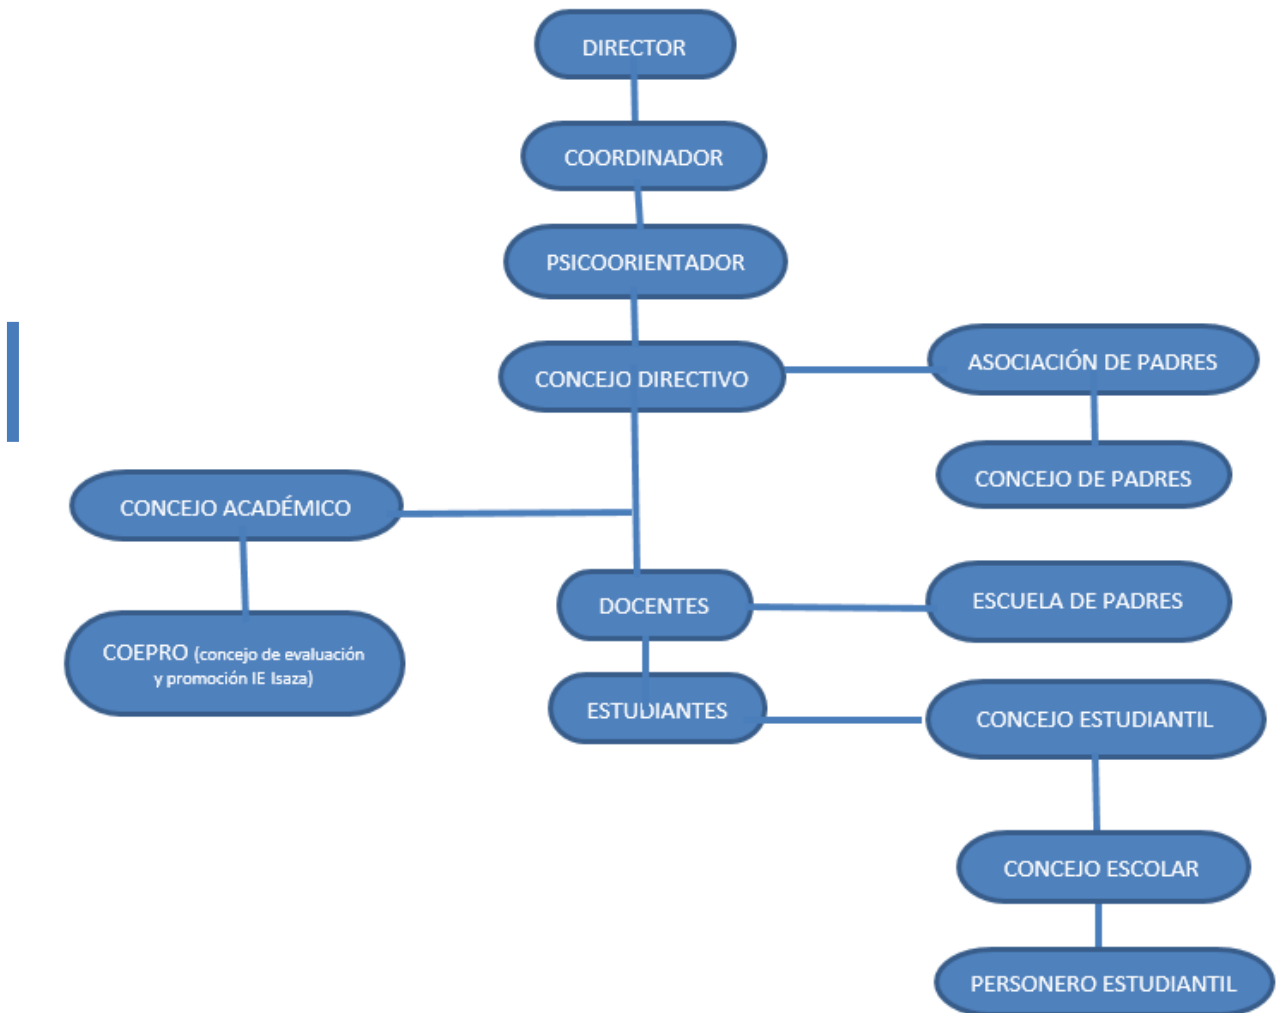 DIRECTOR
COORDINADOR
PSICOORIENTADOR
CONCEJO DIRECTIVO
ASOCIACIÓN DE PADRES
CONCEJO DE PADRES
CONCEJO ACADÉMICO
COEPRO (concejo de evaluación
y promoción IE Isaza)
DOCENTES
ESCUELA DE PADRES
ESTUDIANTES
CONCEJO ESTUDIANTIL
CONCEJO ESCOLAR
PERSONERO ESTUDIANTIL